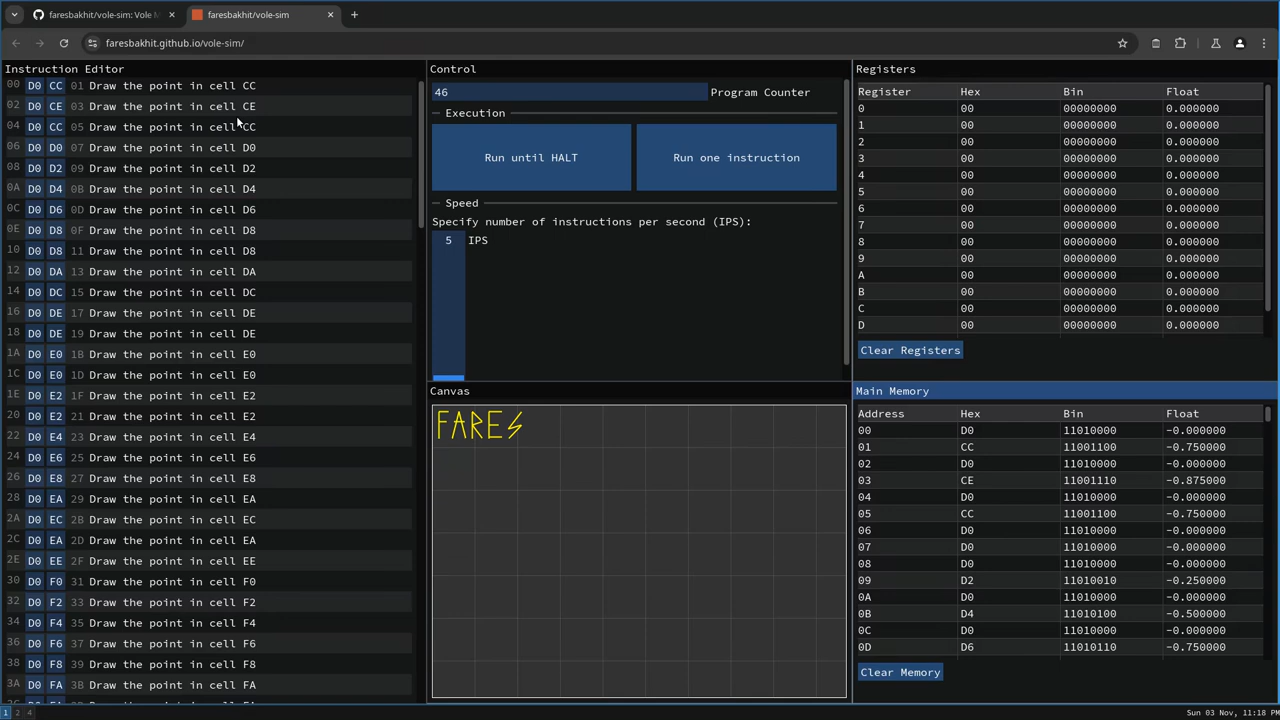 faresbakhit/vole-sim: Vole M
faresbakhit/vole-sim
faresbakhit.github.io/vole-sim/
Instruction Editor
00 D0 CC 01 Draw the point in cell CC
02 D0 CE 03 Draw the point in cell CE
04 D0 CC 05 Draw the point in cell CC
06 D0 D0 07 Draw the point in cell D0
08 D0 D2 09 Draw the point in cell D2
0A D0 D4 0B Draw the point in cell D4
0C D0 D6 0D Draw the point in cell D6
0E D0 D8 0F Draw the point in cell D8
10 D0 D8 11 Draw the point in cell D8
12 D0 DA 13 Draw the point in cell DA
14 D0 DC 15 Draw the point in cell DC
16 D0 DE 17 Draw the point in cell DE
18 D0 DE 19 Draw the point in cell DE
1A D0 E0 1B Draw the point in cell E0
1C D0 E0 1D Draw the point in cell E0
1E D0 E2 1F Draw the point in cell E2
20 D0 E2 21 Draw the point in cell E2
22 D0 E4 23 Draw the point in cell E4
24 D0 E6 25 Draw the point in cell E6
26 D0 E8 27 Draw the point in cell E8
28 D0 EA 29 Draw the point in cell EA
2A D0 EC 2B Draw the point in cell EC
2C D0 EA 2D Draw the point in cell EA
2E D0 EE 2F Draw the point in cell EE
30 D0 F0 31 Draw the point in cell F0
32 D0 F2 33 Draw the point in cell F2
34 D0 F4 35 Draw the point in cell F4
36 D0 F6 37 Draw the point in cell F6
38 D0 F8 39 Draw the point in cell F8
3A D0 FA 3B Draw the point in cell FA
Control
46 Program Counter
Execution
Run until HALT Run one instruction
Speed
Specify number of instructions per second (IPS):
5 IPS
Canvas
FARES
Registers
Register Hex Bin Float
0 00 00000000 0.000000
1 00 00000000 0.000000
2 00 00000000 0.000000
3 00 00000000 0.000000
4 00 00000000 0.000000
5 00 00000000 0.000000
6 00 00000000 0.000000
7 00 00000000 0.000000
8 00 00000000 0.000000
9 00 00000000 0.000000
A 00 00000000 0.000000
B 00 00000000 0.000000
C 00 00000000 0.000000
D 00 00000000 0.000000
Clear Registers
Main Memory
Address Hex Bin Float
00 D0 11010000 -0.000000
01 CC 11001100 -0.750000
02 D0 11010000 -0.000000
03 CE 11001110 -0.875000
04 D0 11010000 -0.000000
05 CC 11001100 -0.750000
06 D0 11010000 -0.000000
07 D0 11010000 -0.000000
08 D0 11010000 -0.000000
09 D2 11010010 -0.250000
0A D0 11010000 -0.000000
0B D4 11010100 -0.500000
0C D0 11010000 -0.000000
0D D6 11010110 -0.750000
Clear Memory
1 2 4
Sun 03 Nov, 11:18 PM